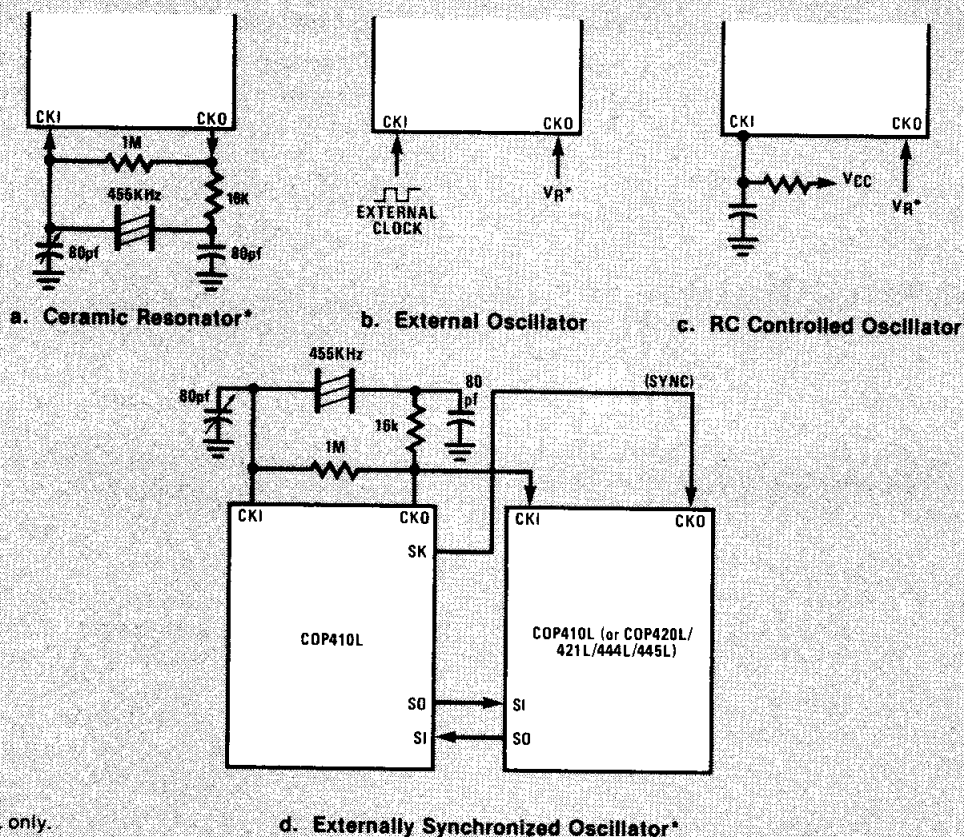 CKI CKO
1M
455KHz 16K
80pf 80pf
a. Ceramic Resonator*
CKI CKO
EXTERNAL
CLOCK
VR*
b. External Oscillator
CKI CKO
VCC
VR*
c. RC Controlled Oscillator
455KHz
80pf
80
pf
(SYNC)
16k
1M
CKI CKO
SK
COP410L
SO
SI
CKI CKO
COP410L (or COP420L/
421L/444L/445L)
SI
SO
. only.
d. Externally Synchronized Oscillator*